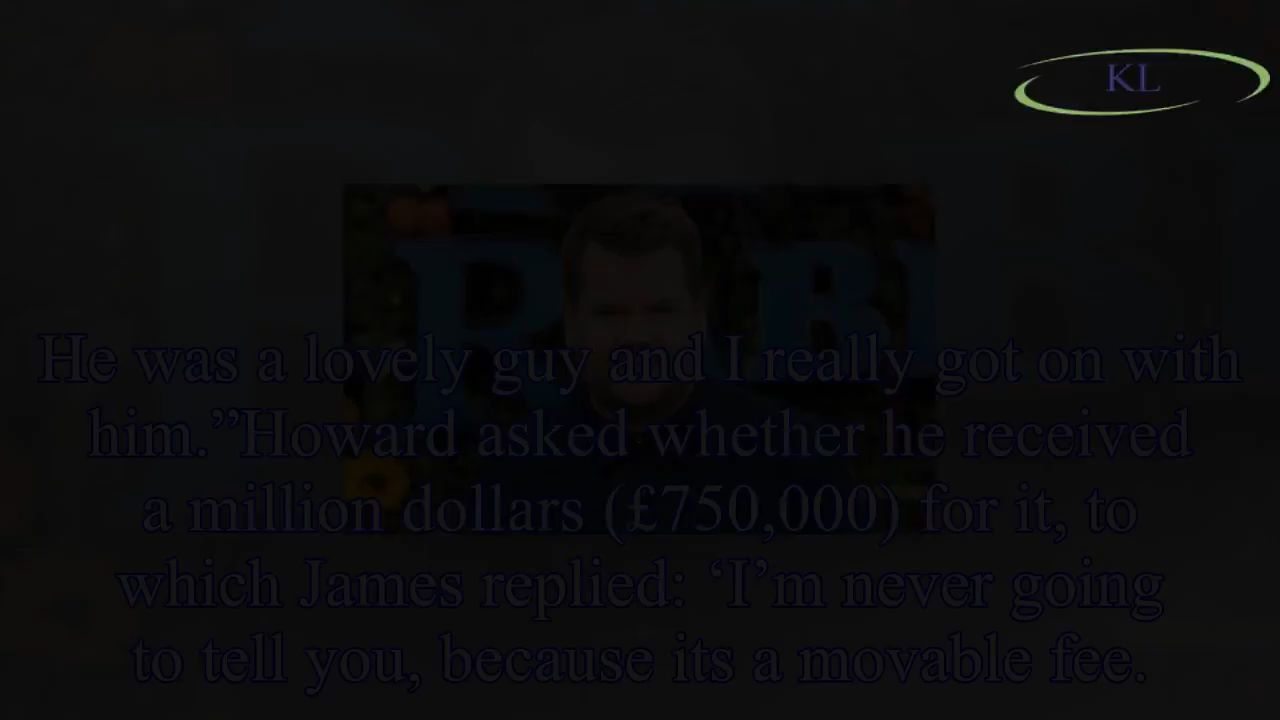 KL
He was a lovely guy and I really got on with
him.”Howard asked whether he received
a million dollars (£750,000) for it, to
which James replied: ‘I’m never going
to tell you, because its a movable fee.